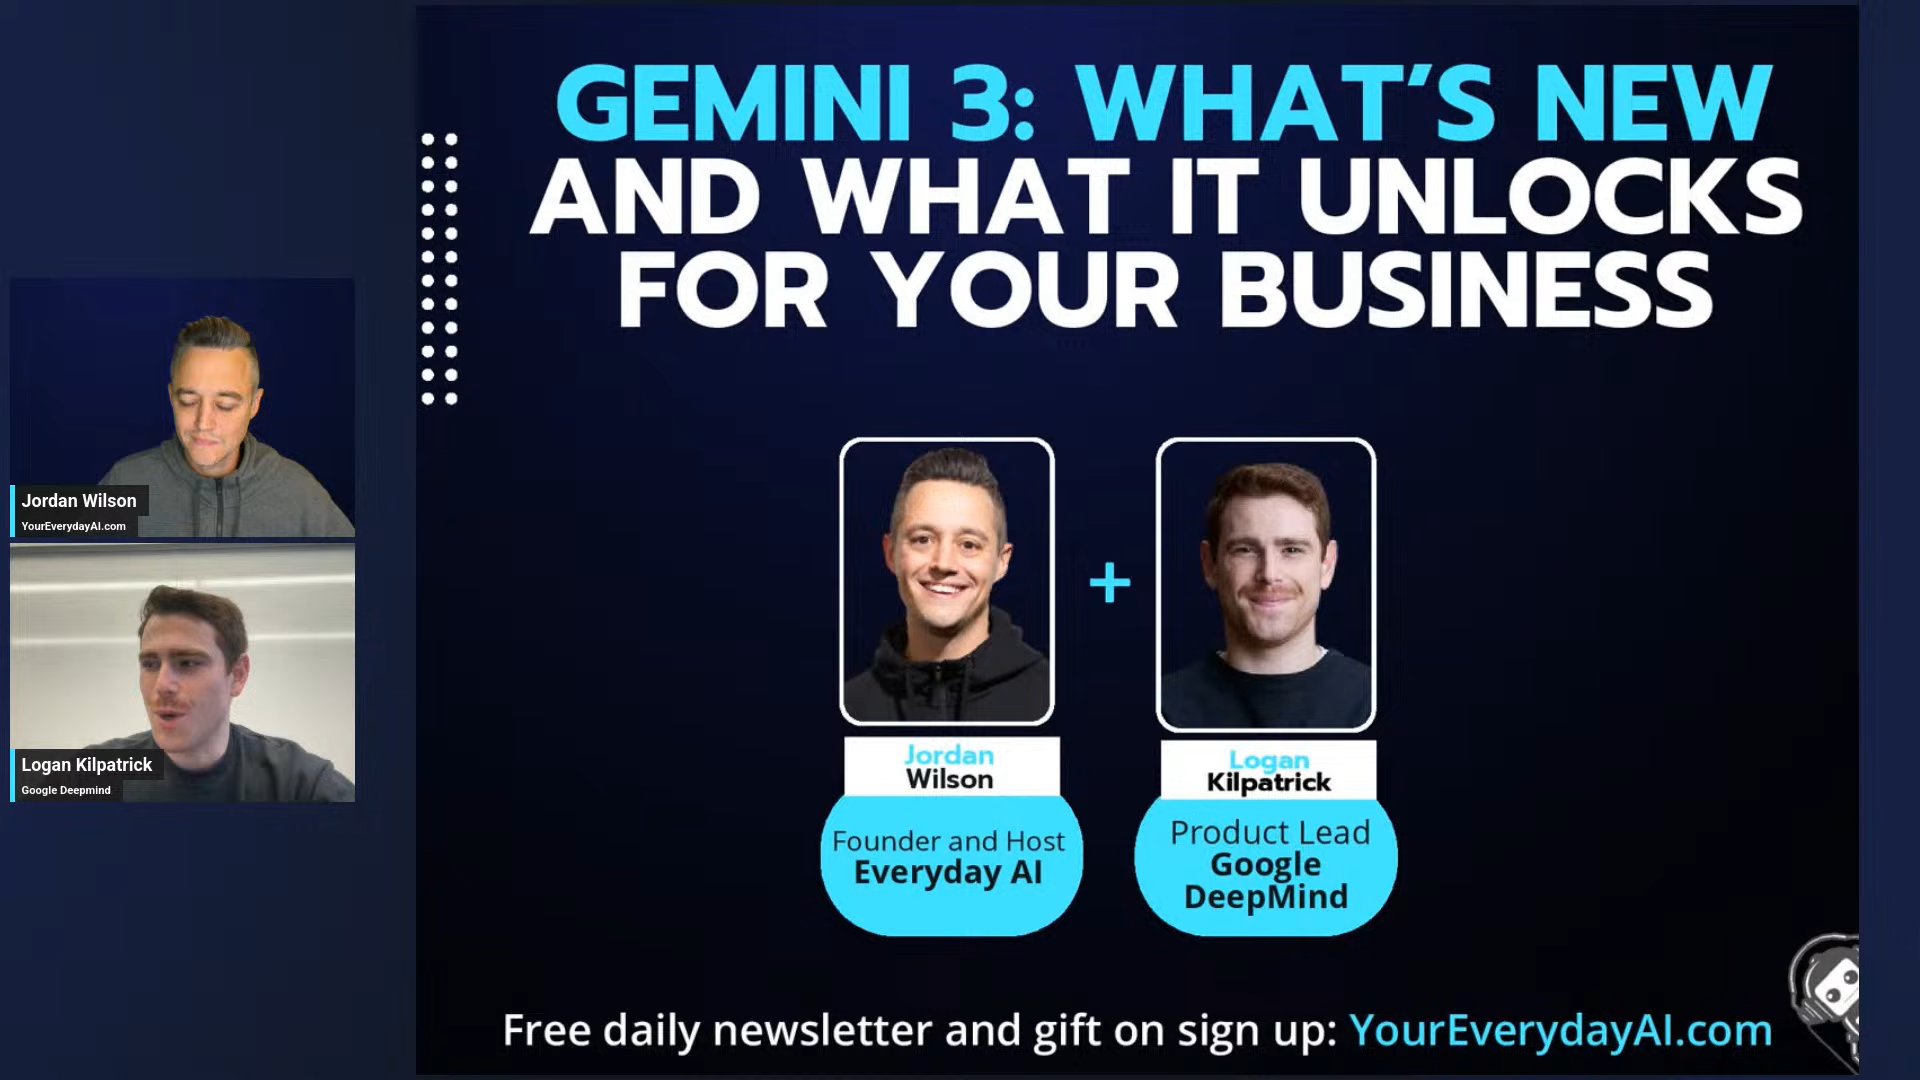 GEMINI 3: WHAT'S NEW
AND WHAT IT UNLOCKS
FOR YOUR BUSINESS
Jordan Wilson
YourEverydayAI.com
Logan Kilpatrick
Google Deepmind
Jordan
Wilson
Founder and Host
Everyday AI
+
Logan
Kilpatrick
Product Lead
Google
DeepMind
Free daily newsletter and gift on sign up: YourEverydayAI.com